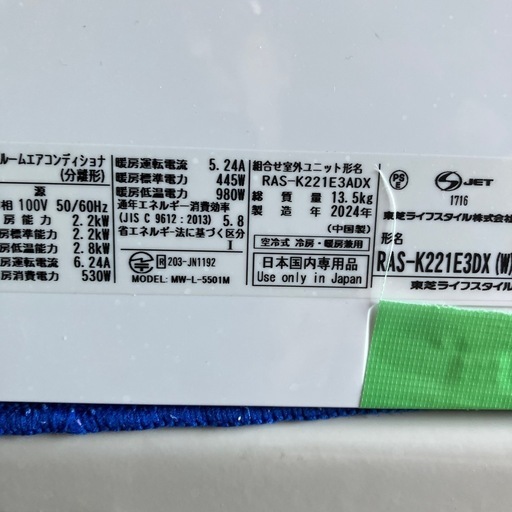 ルームエアコンディショナ
(分離形)
源
相 100V 50/60Hz
房能力 2.2kW
房標準能力 2.2kW
房低温能力 2.8kW
房運転電流 6.24A
房消費電力 530W
暖房運転電流 5.24A
暖房標準電力 445W
暖房低温電力 980W
通年エネルギー消費効率
(JIS C 9612 : 2013) 5.8
省エネルギー法に基づく区分
I
R 203-JN1192
MODEL: MW-L-5501M
組合せ室外ユニット形名
RAS-K221E3ADX
総質量 13.5kg
製造年 2024年
(中国製)
空冷式 冷房・暖房兼用
日本国内専用品
Use only in Japan
PS
E
JET
1716
東芝ライフスタイル株式会社
形名
RAS-K221E3DX (W)
東芝ライフスタイル